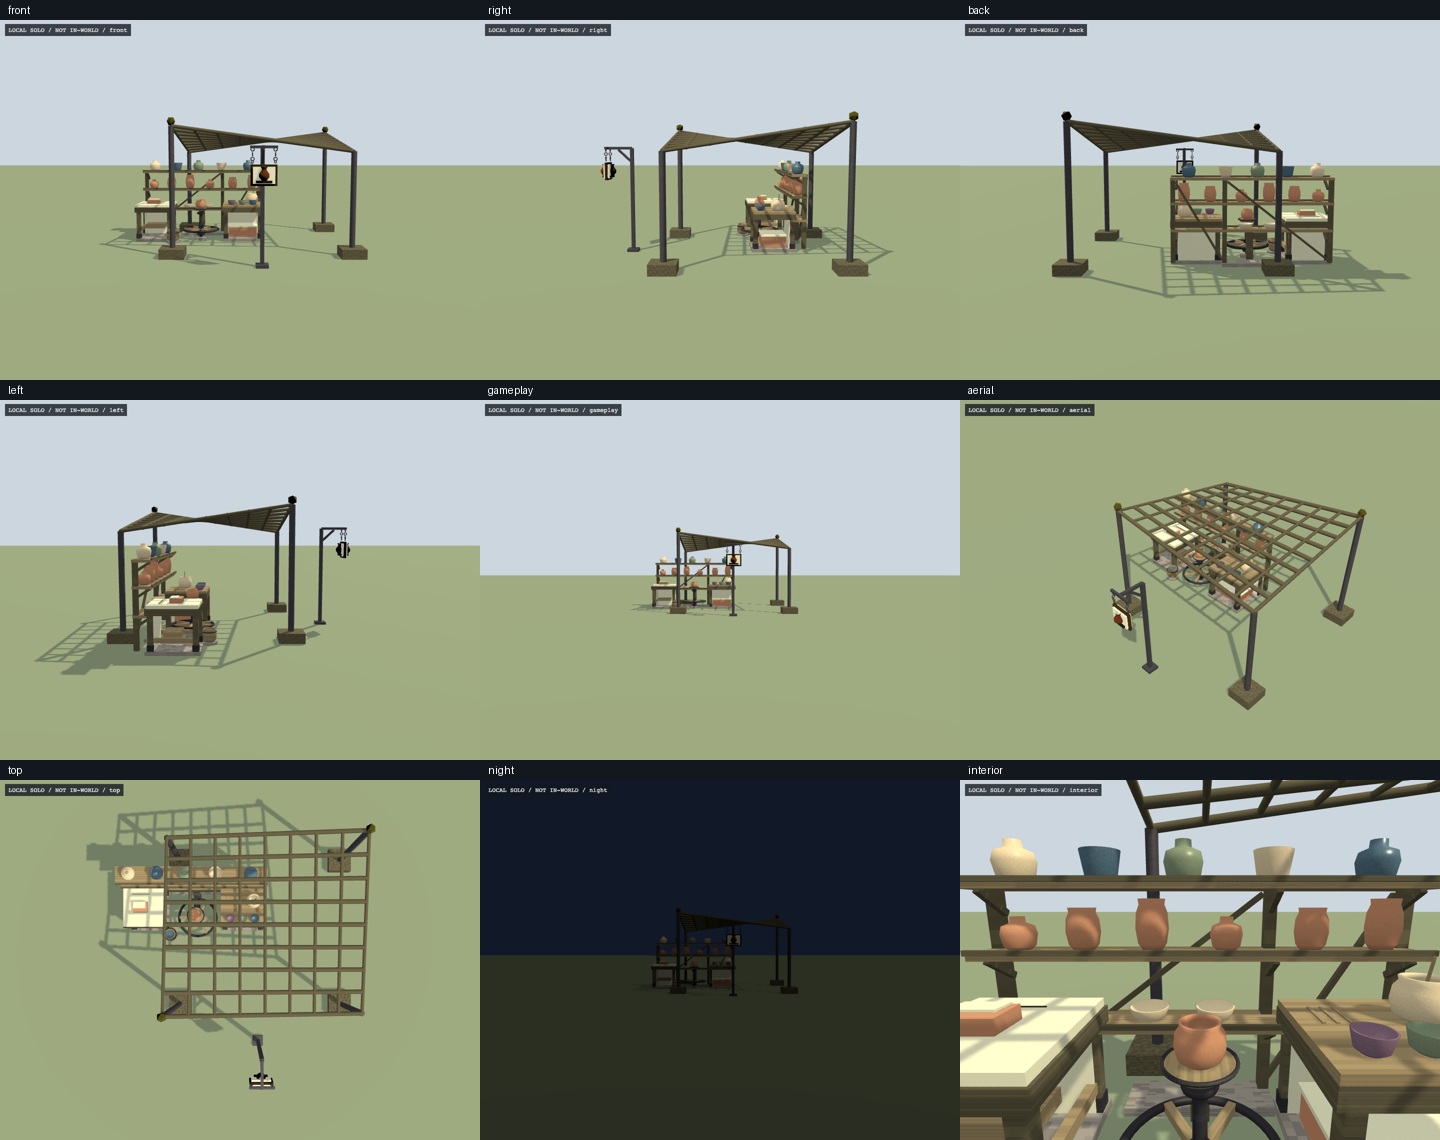 front
LOCAL SOLO / NOT IN-WORLD / front
right
LOCAL SOLO / NOT IN-WORLD / right
back
LOCAL SOLO / NOT IN-WORLD / back
left
LOCAL SOLO / NOT IN-WORLD / left
gameplay
LOCAL SOLO / NOT IN-WORLD / gameplay
aerial
LOCAL SOLO / NOT IN-WORLD / aerial
top
LOCAL SOLO / NOT IN-WORLD / top
night
LOCAL SOLO / NOT IN-WORLD / night
interior
LOCAL SOLO / NOT IN-WORLD / interior